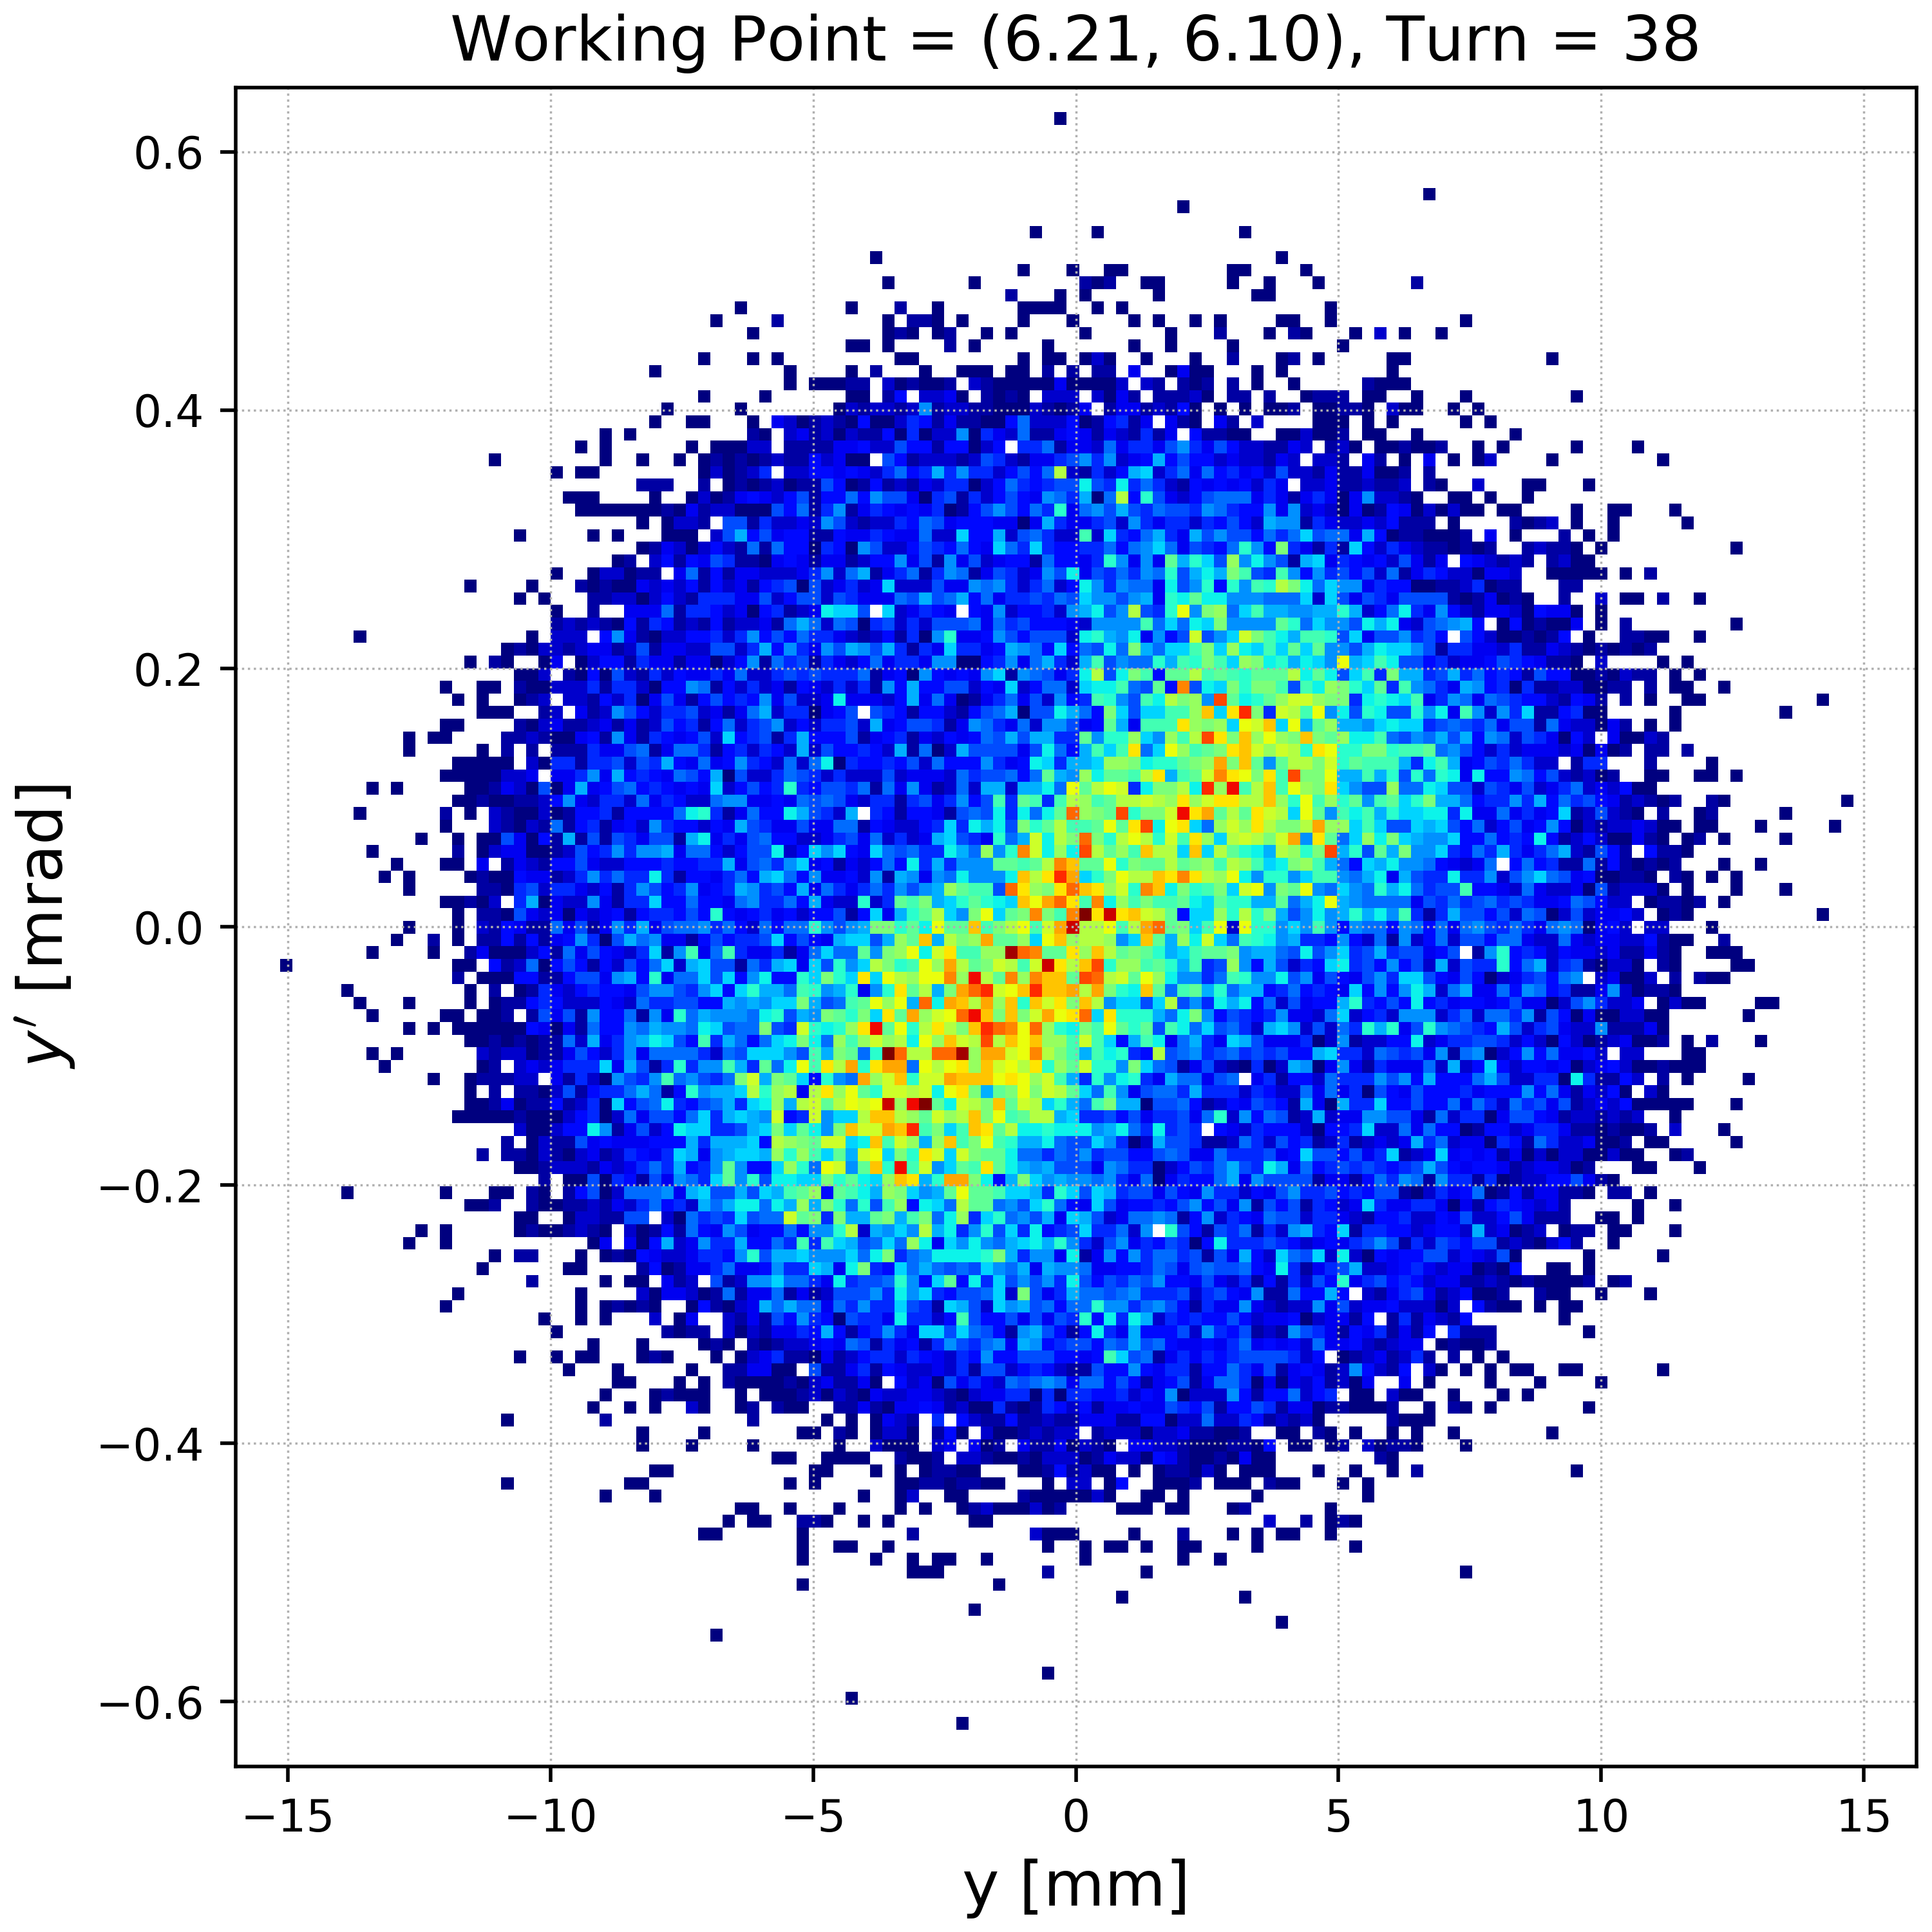 Working Point = (6.21, 6.10), Turn = 38
0.6
0.4
0.2
0.0
−0.2
−0.4
−0.6
y′ [mrad]
−15 −10 −5 0 5 10 15
y [mm]